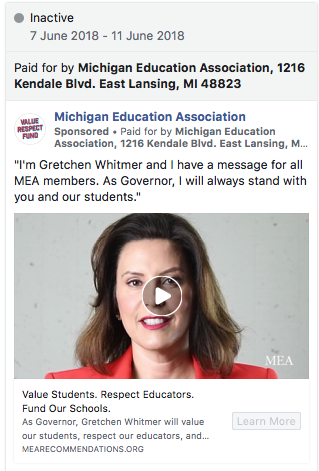 Inactive
7 June 2018 - 11 June 2018
Paid for by Michigan Education Association, 1216
Kendale Blvd. East Lansing, MI 48823
VALUE
RESPECT
FUND
Michigan Education Association
Sponsored • Paid for by Michigan Education
Association, 1216 Kendale Blvd. East Lansing, M...
"I'm Gretchen Whitmer and I have a message for all
MEA members. As Governor, I will always stand with
you and our students."
MEA
Value Students. Respect Educators.
Fund Our Schools.
As Governor, Gretchen Whitmer will value
our students, respect our educators, and...
MEARECOMMENDATIONS.ORG
Learn More